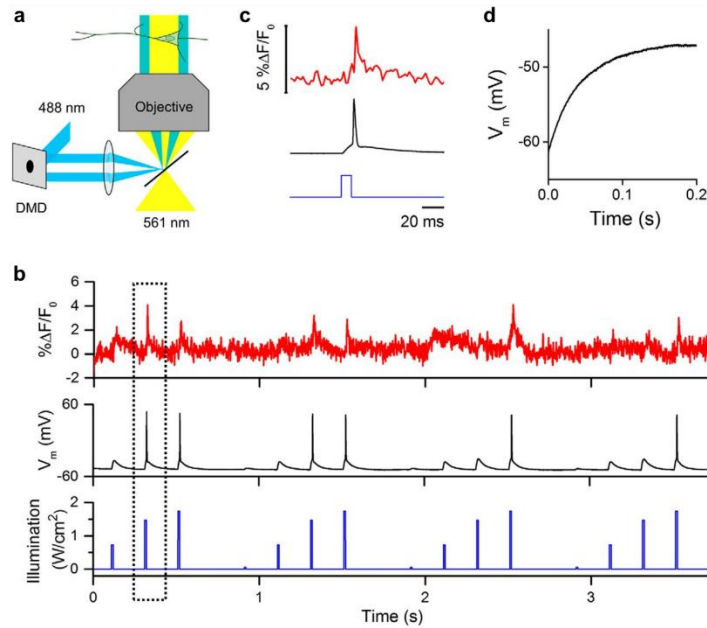 a
488 nm
Objective
DMD
561 nm
c
5 %ΔF/F₀
20 ms
d
-50
-60
Vₘ (mV)
0.0
0.1
0.2
Time (s)
b
6
4
2
0
-2
%ΔF/F₀
60
-60
Vₘ (mV)
2
1
0
Illumination
(W/cm²)
0
1
2
3
Time (s)